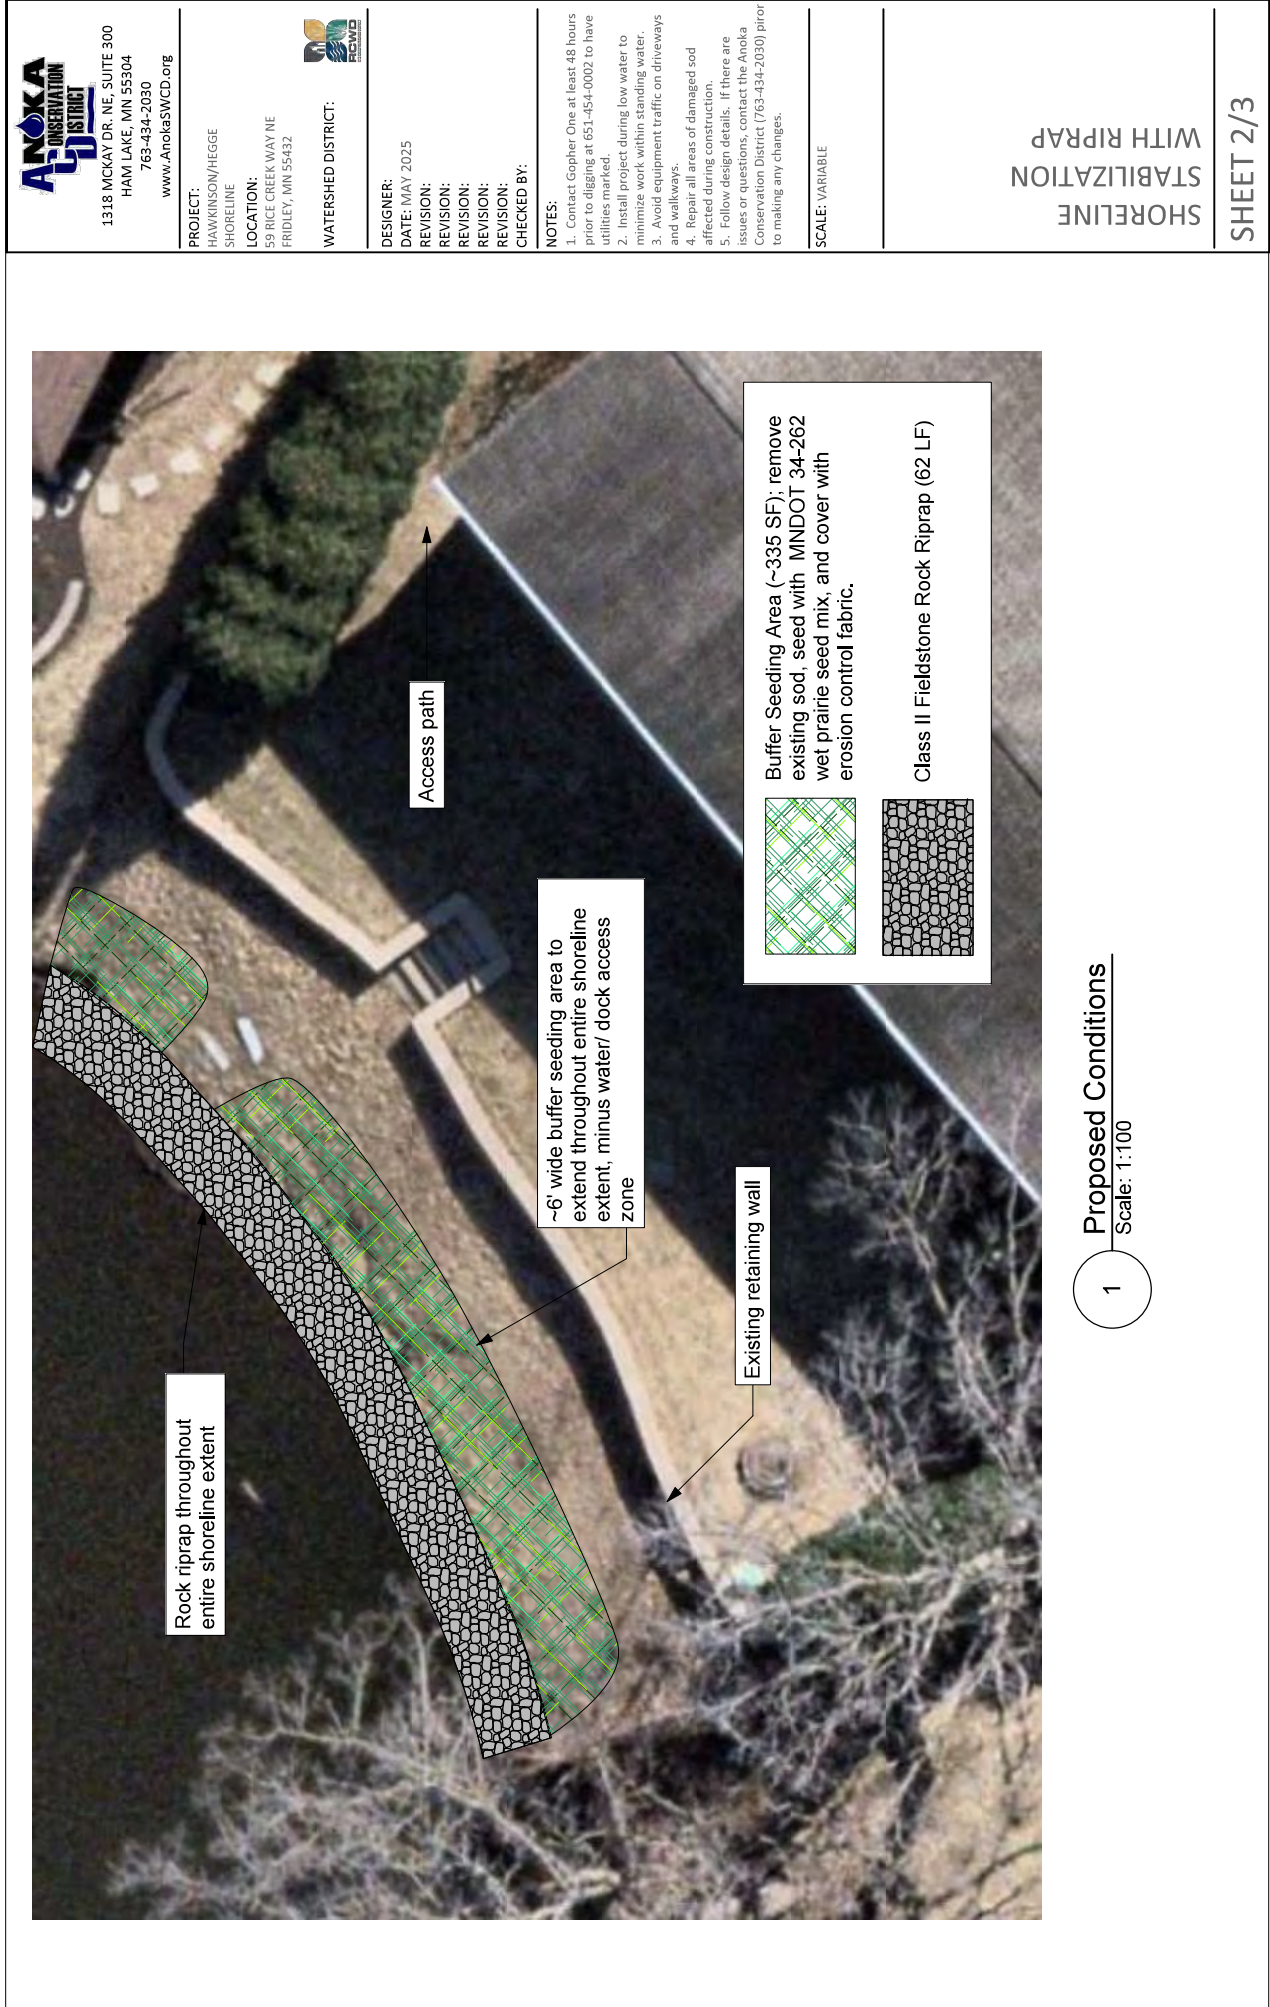 ANOKA
CONSERVATION
DISTRICT
1318 MCKAY DR. NE, SUITE 300
HAM LAKE, MN 55304
763-434-2030
www.AnokaSWCD.org
PROJECT:
HAWKINSON/HEGGE
SHORELINE
LOCATION:
59 RICE CREEK WAY NE
FRIDLEY, MN 55432
WATERSHED DISTRICT:
RCWD
DESIGNER:
DATE: MAY 2025
REVISION:
REVISION:
REVISION:
REVISION:
REVISION:
CHECKED BY:
NOTES:
1. Contact Gopher One at least 48 hours
prior to digging at 651-454-0002 to have
utilities marked.
2. Install project during low water to
minimize work within standing water.
3. Avoid equipment traffic on driveways
and walkways.
4. Repair all areas of damaged sod
affected during construction.
5. Follow design details. If there are
issues or questions, contact the Anoka
Conservation District (763-434-2030) piror
to making any changes.
SCALE: VARIABLE
SHORELINE
STABILIZATION
WITH RIPRAP
SHEET 2/3
Rock riprap throughout
entire shoreline extent
Access path
~6' wide buffer seeding area to
extend throughout entire shoreline
extent, minus water/ dock access
zone
Existing retaining wall
Buffer Seeding Area (~335 SF); remove
existing sod, seed with MNDOT 34-262
wet prairie seed mix, and cover with
erosion control fabric.
Class II Fieldstone Rock Riprap (62 LF)
1
Proposed Conditions
Scale: 1:100